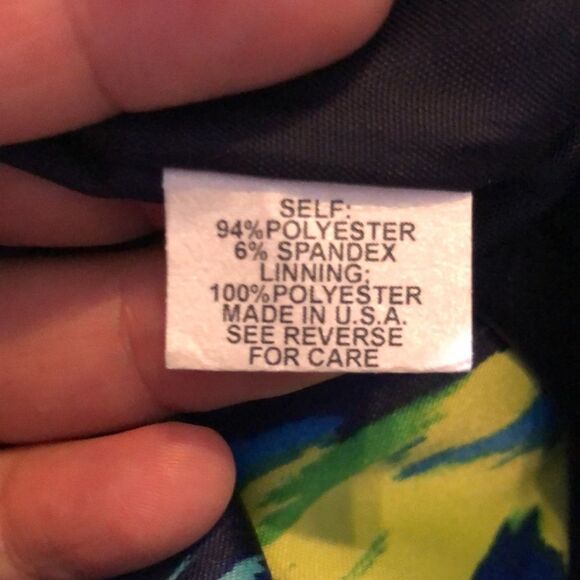 SELF:
94%POLYESTER
6% SPANDEX
LINNING:
100%POLYESTER
MADE IN U.S.A.
SEE REVERSE
FOR CARE